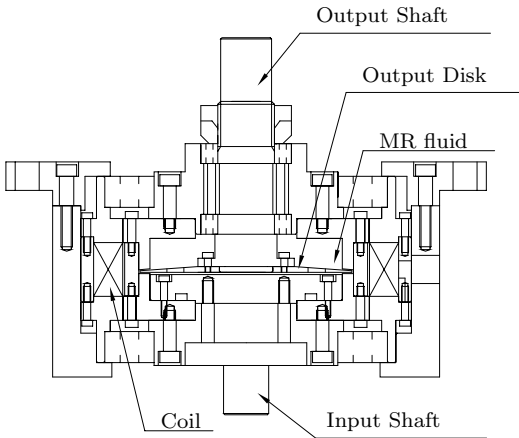 Output Shaft
Output Disk
MR fluid
Coil
Input Shaft